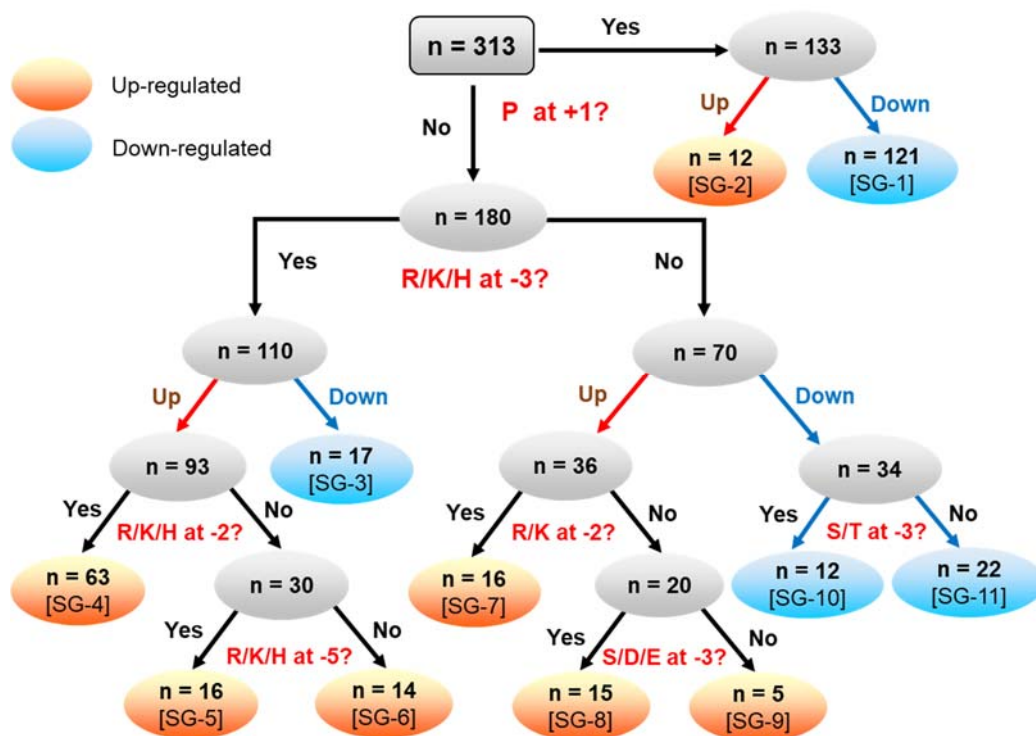 n = 313
Yes
n = 133
Up-regulated
Down-regulated
No
P at +1?
Up
Down
n = 12
[SG-2]
n = 121
[SG-1]
n = 180
Yes
R/K/H at -3?
No
n = 110
n = 70
Up
Down
Up
Down
n = 93
n = 17
[SG-3]
n = 36
n = 34
Yes
R/K/H at -2?
No
Yes
R/K at -2?
No
Yes
S/T at -3?
No
n = 63
[SG-4]
n = 30
n = 16
[SG-7]
n = 20
n = 12
[SG-10]
n = 22
[SG-11]
Yes
R/K/H at -5?
No
Yes
S/D/E at -3?
No
n = 16
[SG-5]
n = 14
[SG-6]
n = 15
[SG-8]
n = 5
[SG-9]